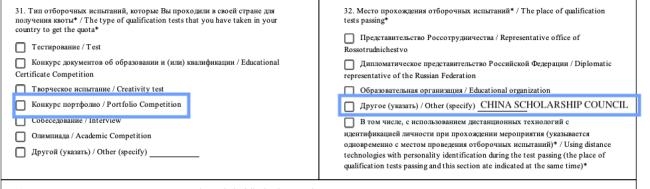 31. Тип отборочных испытаний, которые Вы проходили в своей стране для
получения квоты* / The type of qualification tests that you have taken in your
country to get the quota*
Тестирование / Test
Конкурс документов об образовании и (или) квалификации / Educational
Certificate Competition
Творческое испытание / Creativity test
Конкурс портфолио / Portfolio Competition
Собеседование / Interview
Олимпиада / Academic Competition
Другой (указать) / Other (specify)
32. Место прохождения отборочных испытаний* / The place of qualification
tests passing*
Представительство Россотрудничества / Representative office of
Rossotrudnichestvo
Дипломатическое представительство Российской Федерации / Diplomatic
representative of the Russian Federation
Образовательная организация / Educational organization
Другое (указать) / Other (specify) CHINA SCHOLARSHIP COUNCIL
В том числе, с использованием дистанционных технологий с
идентификацией личности при прохождении мероприятия (указывается
одновременно с местом проведения отборочных испытаний)* / Using distance
technologies with personality identification during the test passing (the place of
qualification tests passing and this section ate indicated at the same time)*